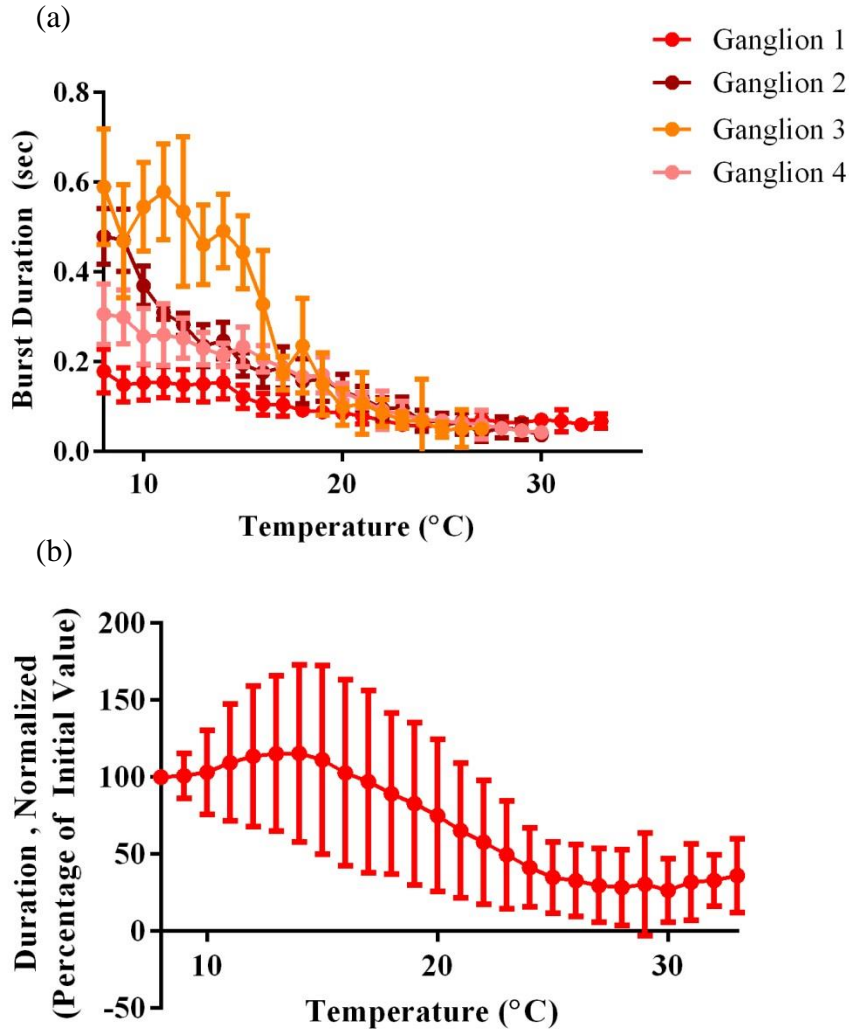 (a)
Ganglion 1
Ganglion 2
Ganglion 3
Ganglion 4
Burst Duration (sec)
0.8
0.6
0.4
0.2
0.0
10
20
30
Temperature (°C)
(b)
Duration , Normalized
(Percentage of Initial Value)
200
150
100
50
0
-50
10
20
30
Temperature (°C)